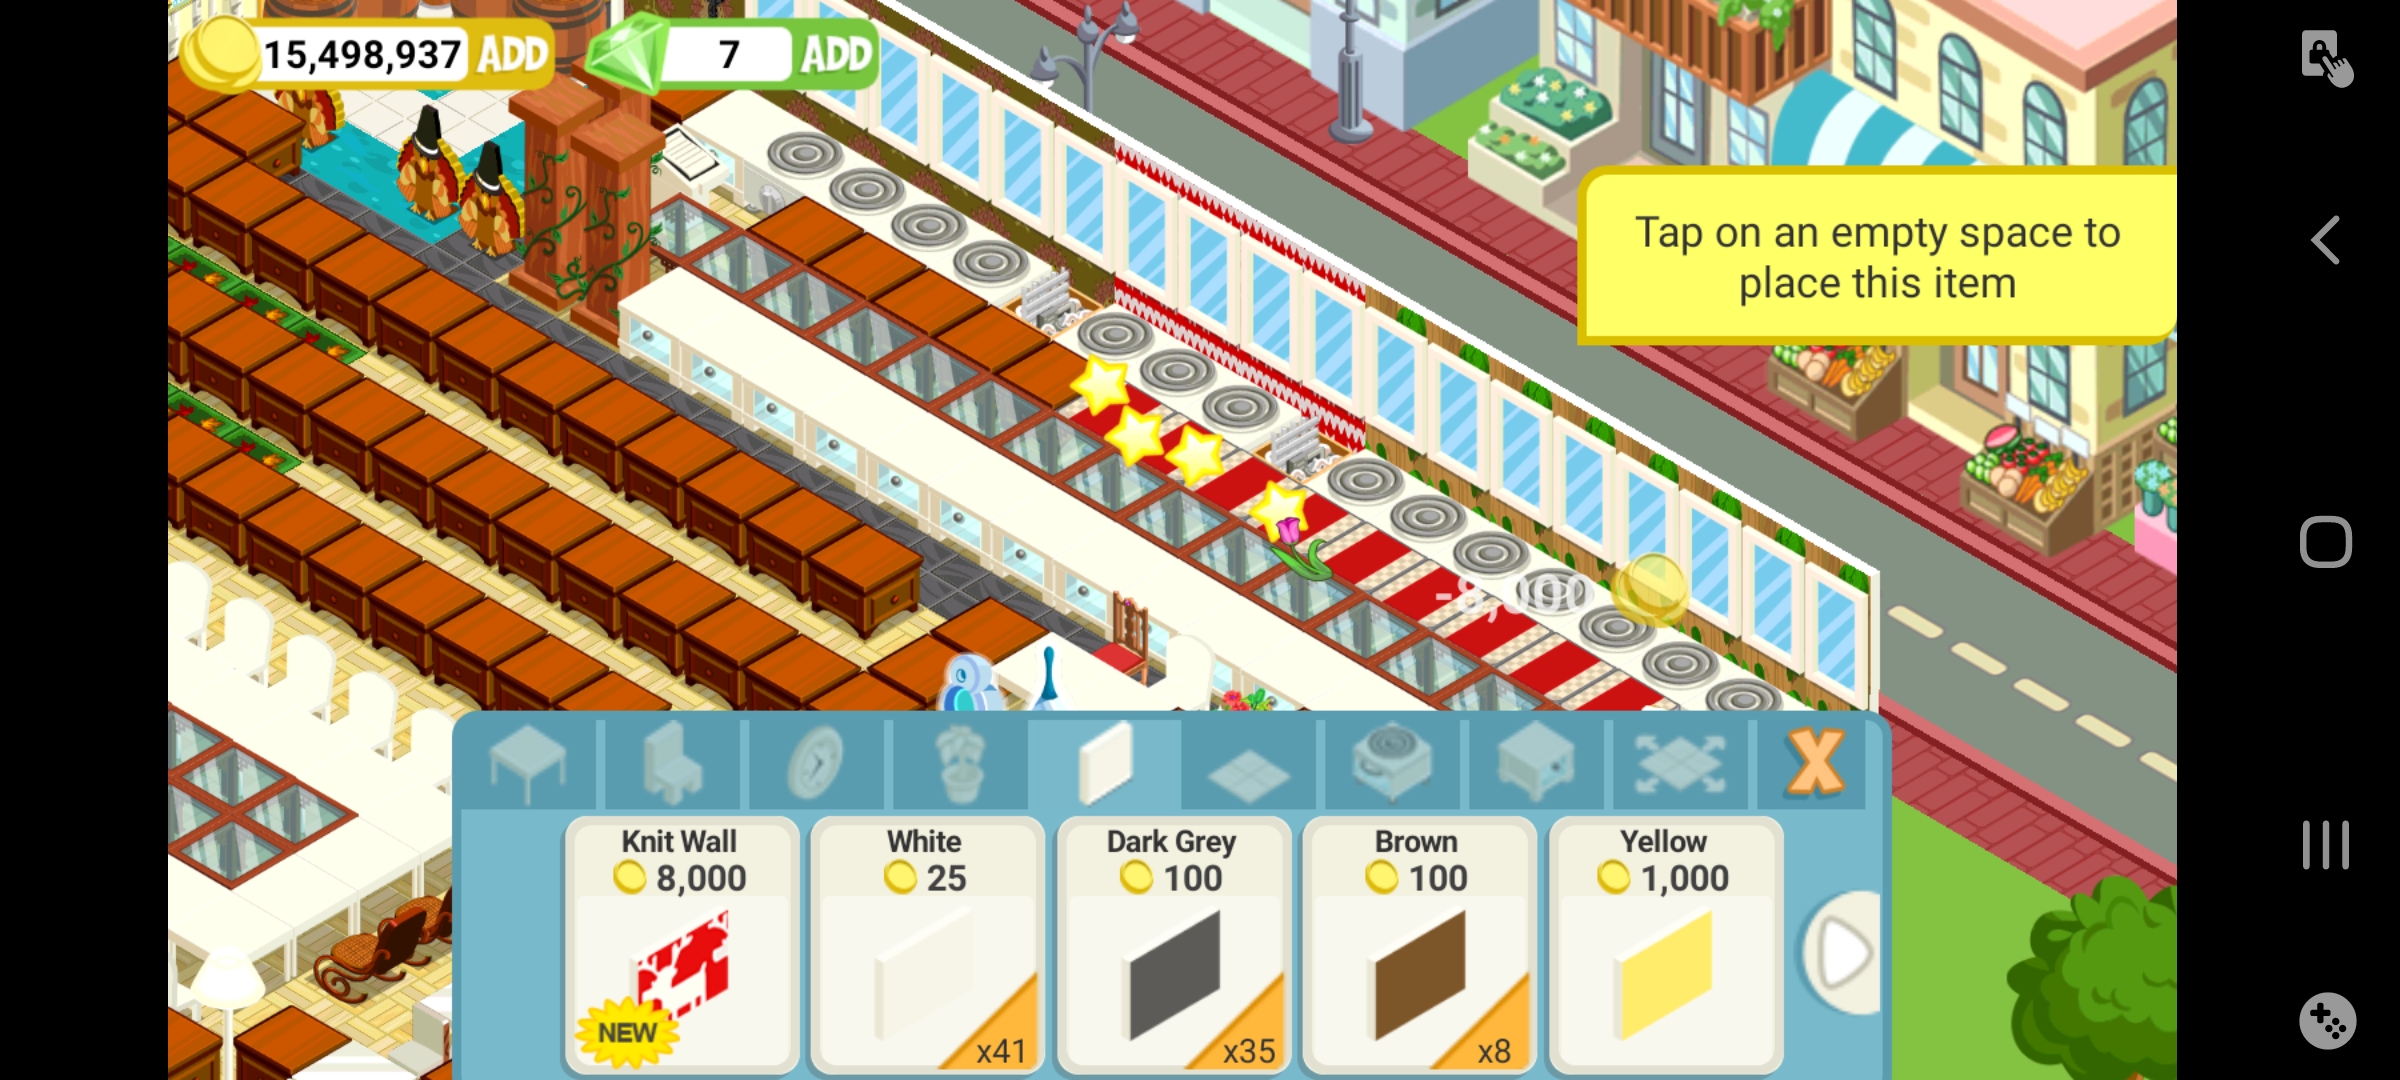 15,498,937 ADD
7 ADD
Tap on an empty space to
place this item
-8,000
Knit Wall
8,000
NEW
White
25
x41
Dark Grey
100
x35
Brown
100
x8
Yellow
1,000
X